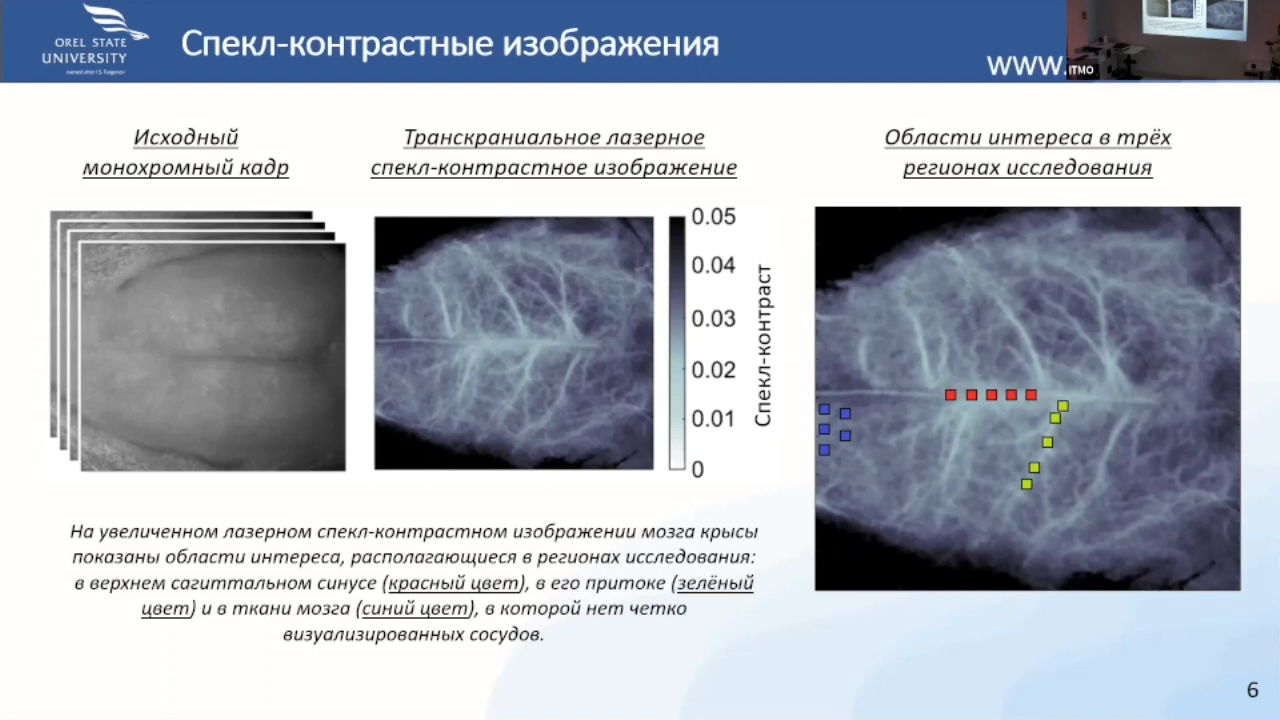 OREL STATE
UNIVERSITY
named after I.S. Turgenev
Спекл-контрастные изображения
www.
ITMO
Исходный
монохромный кадр
Транскраниальное лазерное
спекл-контрастное изображение
Области интереса в трёх
регионах исследования
0.05
0.04
0.03
0.02
0.01
0
Спекл-контраст
На увеличенном лазерном спекл-контрастном изображении мозга крысы
показаны области интереса, располагающиеся в регионах исследования:
в верхнем сагиттальном синусе (красный цвет), в его притоке (зелёный
цвет) и в ткани мозга (синий цвет), в которой нет четко
визуализированных сосудов.
6